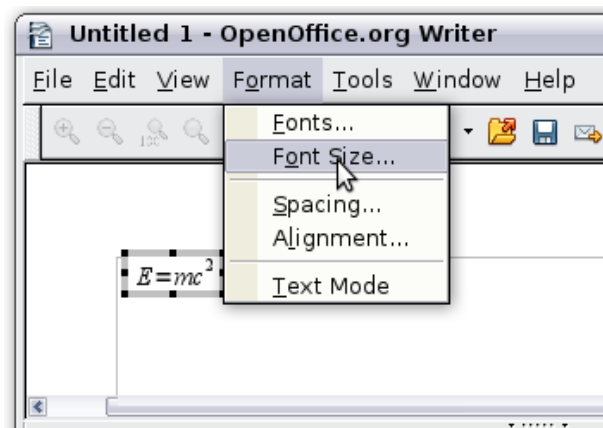 Untitled 1 - OpenOffice.org Writer
File Edit View Format Tools Window Help
Fonts...
Font Size...
Spacing...
Alignment...
Text Mode
E=mc²